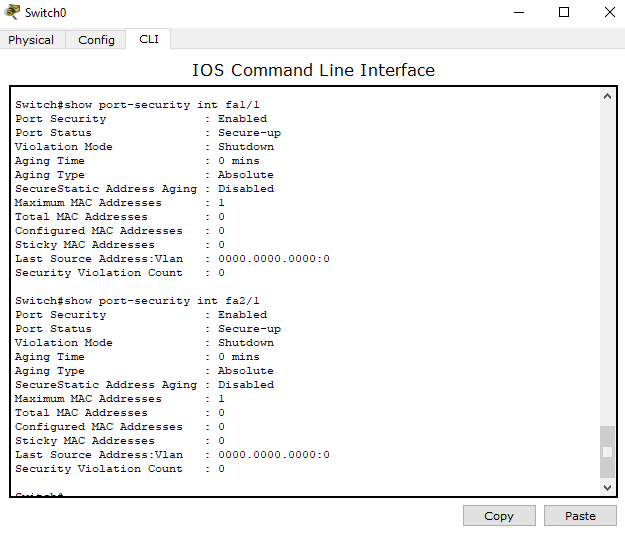 Switch0
Physical Config CLI
IOS Command Line Interface
Switch#show port-security int fa1/1
Port Security : Enabled
Port Status : Secure-up
Violation Mode : Shutdown
Aging Time : 0 mins
Aging Type : Absolute
SecureStatic Address Aging : Disabled
Maximum MAC Addresses : 1
Total MAC Addresses : 0
Configured MAC Addresses : 0
Sticky MAC Addresses : 0
Last Source Address:Vlan : 0000.0000.0000:0
Security Violation Count : 0
Switch#show port-security int fa2/1
Port Security : Enabled
Port Status : Secure-up
Violation Mode : Shutdown
Aging Time : 0 mins
Aging Type : Absolute
SecureStatic Address Aging : Disabled
Maximum MAC Addresses : 1
Total MAC Addresses : 0
Configured MAC Addresses : 0
Sticky MAC Addresses : 0
Last Source Address:Vlan : 0000.0000.0000:0
Security Violation Count : 0
Switch#
Copy Paste